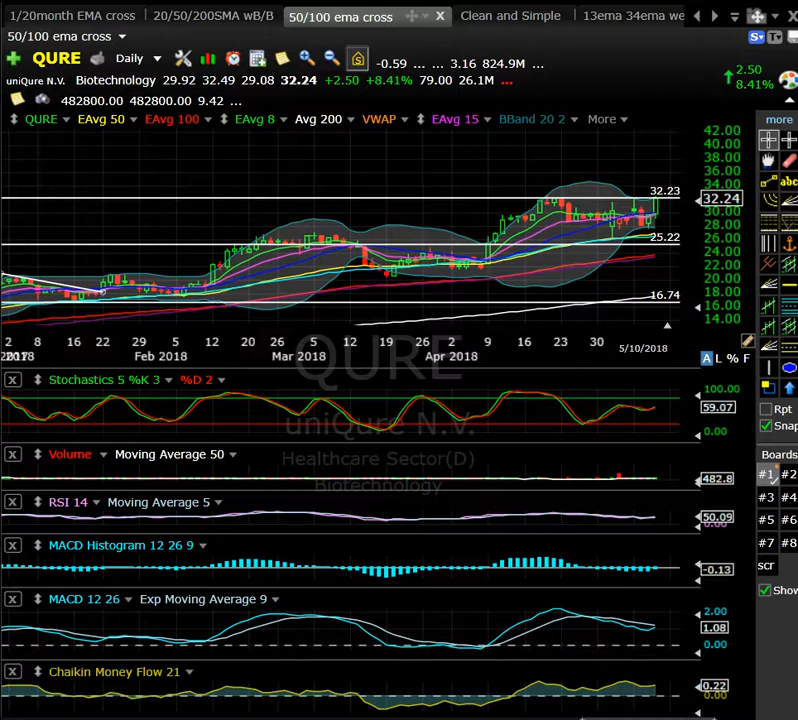 1/20month EMA cross 20/50/200SMA wB/B 50/100 ema cross X Clean and Simple 13ema 34ema we
50/100 ema cross
QURE Daily -0.59 ... ... 3.16 824.9M ...
uniQure N.V. Biotechnology 29.92 32.49 29.08 32.24 +2.50 +8.41% 79.00 26.1M ...
2.50
8.41%
482800.00 482800.00 9.42 ...
QURE EAvg 50 EAvg 100 EAvg 8 Avg 200 VWAP EAvg 15 BBand 20 2 More
more
42.00
40.00
38.00
36.00
34.00
32.23
32.24
30.00
28.00
26.00
25.22
24.00
22.00
20.00
18.00
16.74
16.00
14.00
abc
2 8 16 22 29 5 12 20 26 5 12 19 26 2 9 16 23 30
2018 Feb 2018 Mar 2018 Apr 2018 5/10/2018
A L % F
QURE
uniQure N.V.
Healthcare Sector(D)
Biotechnology
Stochastics 5 %K 3 %D 2
100.00
59.07
0.00
Rpt
Snap
Volume Moving Average 50
482.8
Boards
#1 #2
#3 #4
#5 #6
#7 #8
scr
Show
RSI 14 Moving Average 5
50.09
0.00
MACD Histogram 12 26 9
-0.13
MACD 12 26 Exp Moving Average 9
2.00
1.08
0.00
Chaikin Money Flow 21
0.22
0.00